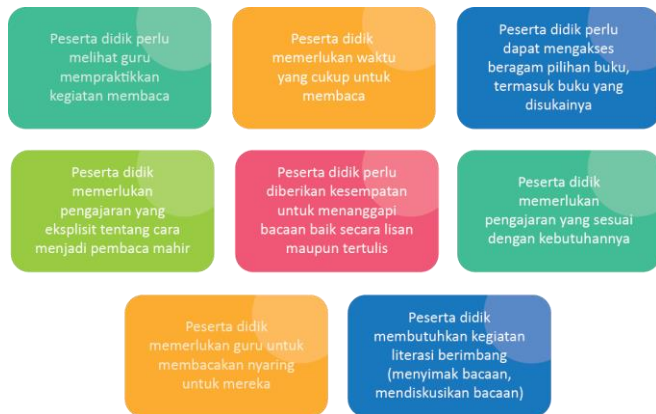 Peserta didik perlu
melihat guru
mempraktikkan
kegiatan membaca
Peserta didik
memerlukan waktu
yang cukup untuk
membaca
Peserta didik perlu
dapat mengakses
beragam pilihan buku,
termasuk buku yang
disukainya
Peserta didik
memerlukan
pengajaran yang
eksplisit tentang cara
menjadi pembaca mahir
Peserta didik perlu
diberikan kesempatan
untuk menanggapi
bacaan baik secara lisan
maupun tertulis
Peserta didik
memerlukan
pengajaran yang sesuai
dengan kebutuhannya
Peserta didik
memerlukan guru untuk
membacakan nyaring
untuk mereka
Peserta didik
membutuhkan kegiatan
literasi berimbang
(menyimak bacaan,
mendiskusikan bacaan)